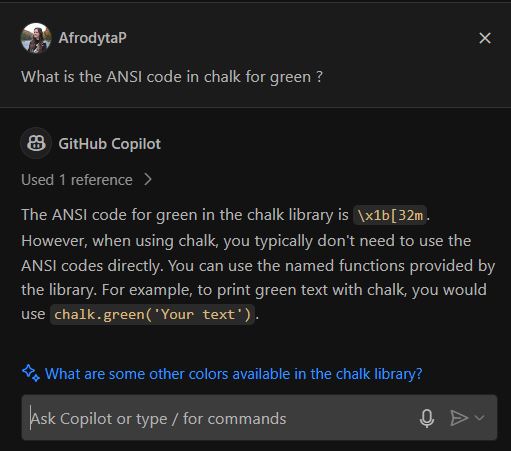 AfrodytaP
What is the ANSI code in chalk for green ?
GitHub Copilot
Used 1 reference
The ANSI code for green in the chalk library is \x1b[32m.
However, when using chalk, you typically don't need to use the
ANSI codes directly. You can use the named functions provided by
the library. For example, to print green text with chalk, you would
use chalk.green('Your text').
What are some other colors available in the chalk library?
Ask Copilot or type / for commands